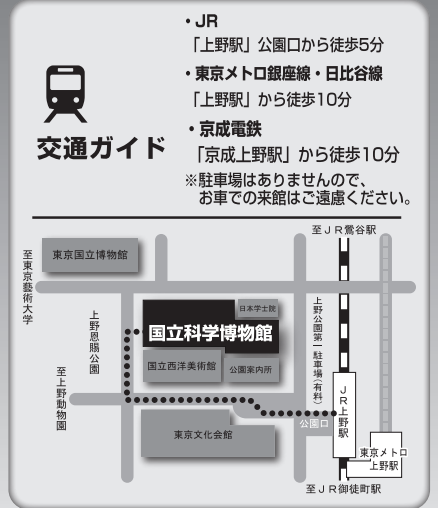 交通ガイド
・JR
「上野駅」公園口から徒歩5分
・東京メトロ銀座線・日比谷線
「上野駅」から徒歩10分
・京成電鉄
「京成上野駅」から徒歩10分
※駐車場はありませんので、
お車での来館はご遠慮ください。
至JR鶯谷駅
東京国立博物館
至東京藝術大学
上野恩賜公園
日本学士院
国立科学博物館
上野公園第一駐車場(有料)
国立西洋美術館
公園案内所
至上野動物園
JR上野駅
公園口
東京文化会館
東京メトロ
上野駅
至JR御徒町駅